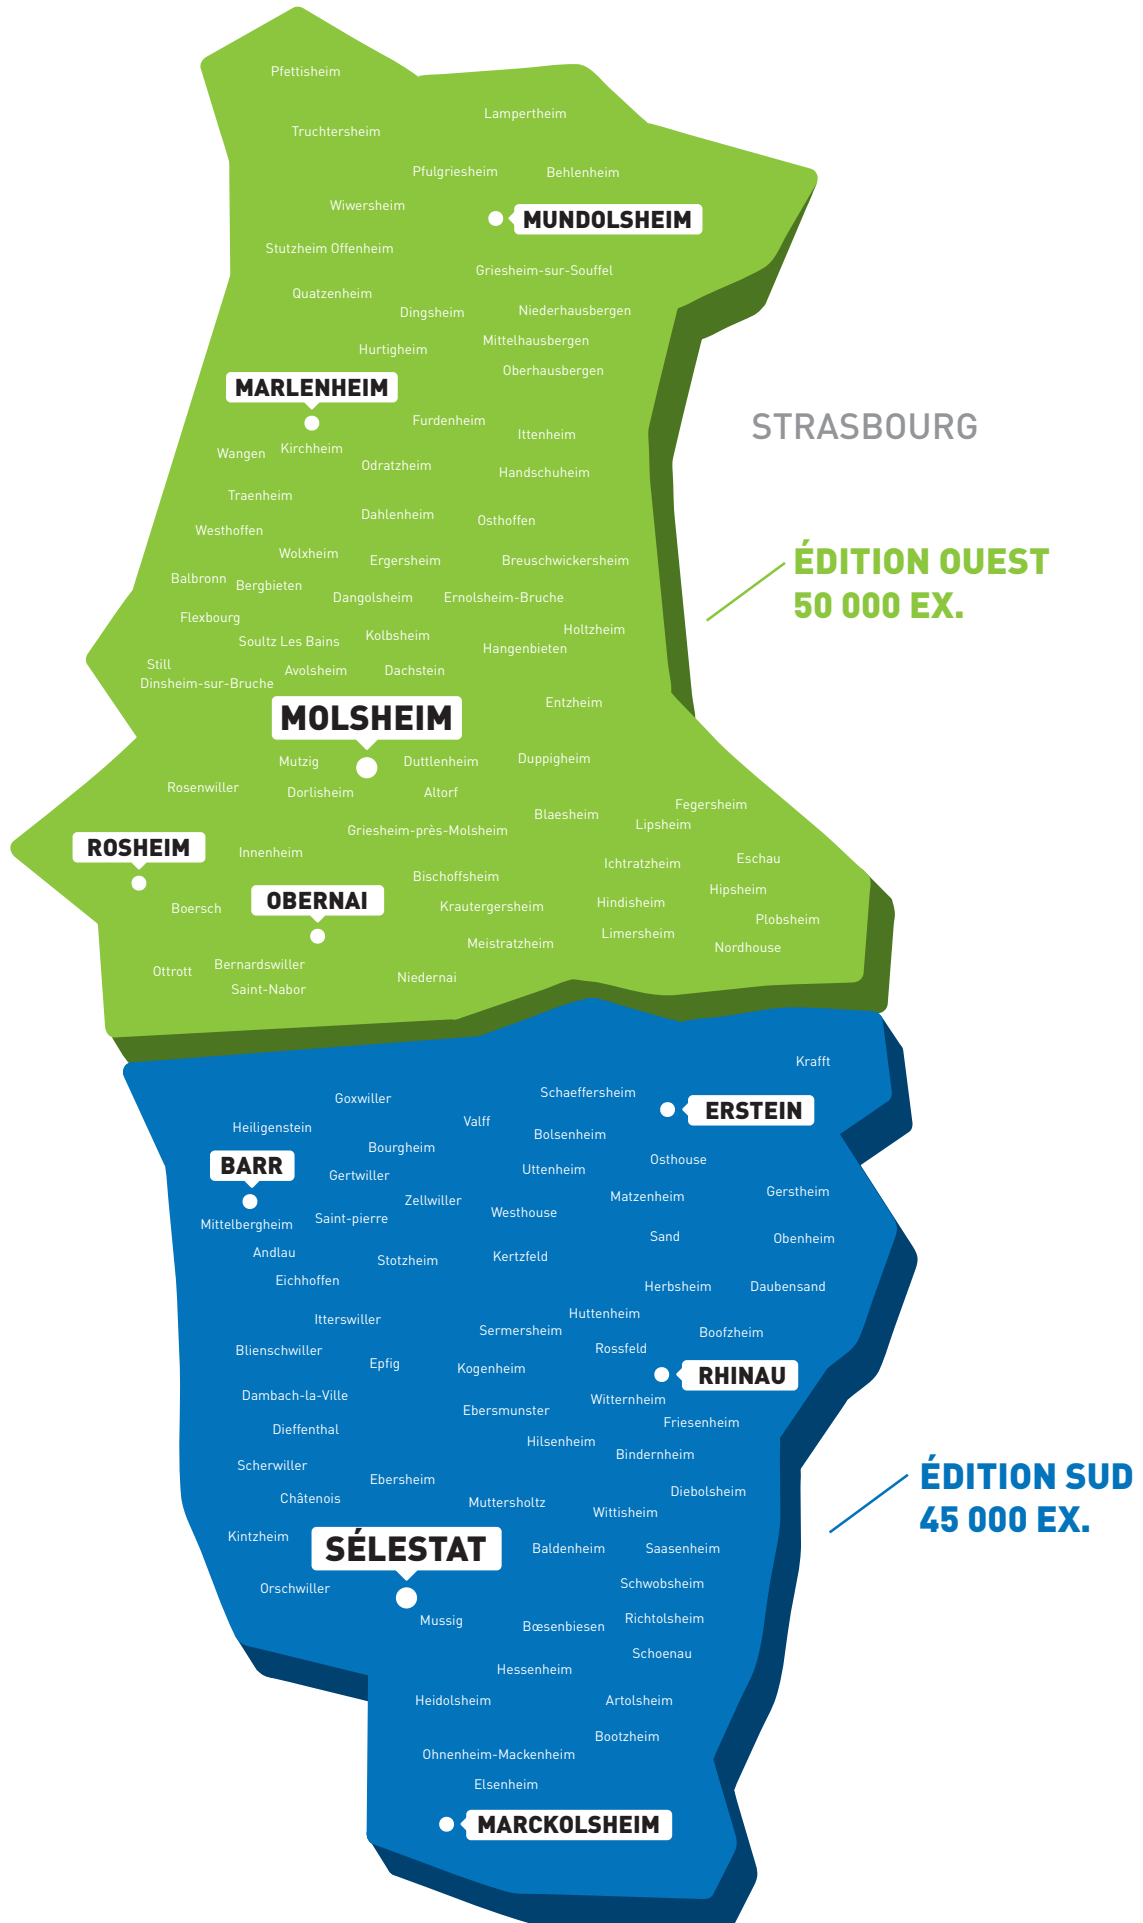 Pfettisheim
Lampertheim
Truchtersheim
Pfulgriesheim
Behlenheim
Wiwersheim
MUNDOLSHEIM
Stutzheim Offenheim
Griesheim-sur-Souffel
Quatzenheim
Dingsheim
Niederhausbergen
Mittelhausbergen
Hurtigheim
Oberhausbergen
MARLENHEIM
Furdenheim
STRASBOURG
Ittenheim
Kirchheim
Wangen
Odratzheim
Handschuheim
Traenheim
Dahlenheim
Osthoffen
Westhoffen
Wolxheim
Ergersheim
Breuschwickersheim
ÉDITION OUEST
50 000 EX.
Balbronn
Bergbieten
Dangolsheim
Ernolsheim-Bruche
Flexbourg
Holtzheim
Kolbsheim
Soultz Les Bains
Hangenbieten
Still
Avolsheim
Dachstein
Dinsheim-sur-Bruche
Entzheim
MOLSHEIM
Mutzig
Duttlenheim
Duppigheim
Rosenwiller
Dorlisheim
Altorf
Fegersheim
Blaesheim
Lipsheim
Griesheim-près-Molsheim
ROSHEIM
Innenheim
Eschau
Ichtratzheim
Bischoffsheim
Hipsheim
OBERNAI
Hindisheim
Boersch
Krautergersheim
Plobsheim
Limersheim
Meistratzheim
Nordhouse
Bernardswiller
Ottrott
Niedernai
Saint-Nabor
Krafft
Schaeffersheim
Goxwiller
ERSTEIN
Valff
Heiligenstein
Bolsenheim
Bourgheim
Osthouse
BARR
Uttenheim
Gertwiller
Gerstheim
Matzenheim
Zellwiller
Westhouse
Saint-pierre
Mittelbergheim
Sand
Obenheim
Andlau
Kertzfeld
Stotzheim
Eichhoffen
Herbsheim
Daubensand
Huttenheim
Itterswiller
Sermersheim
Boofzheim
Rossfeld
Blienschwiller
Epfig
Kogenheim
RHINAU
Dambach-la-Ville
Witternheim
Ebersmunster
Friesenheim
Dieffenthal
Hilsenheim
Bindernheim
Scherwiller
Ebersheim
ÉDITION SUD
45 000 EX.
Diebolsheim
Châtenois
Muttersholtz
Wittisheim
Kintzheim
SÉLESTAT
Baldenheim
Saasenheim
Schwobsheim
Orschwiller
Mussig
Richtolsheim
Bœsenbiesen
Schoenau
Hessenheim
Heidolsheim
Artolsheim
Bootzheim
Ohnenheim-Mackenheim
Elsenheim
MARCKOLSHEIM